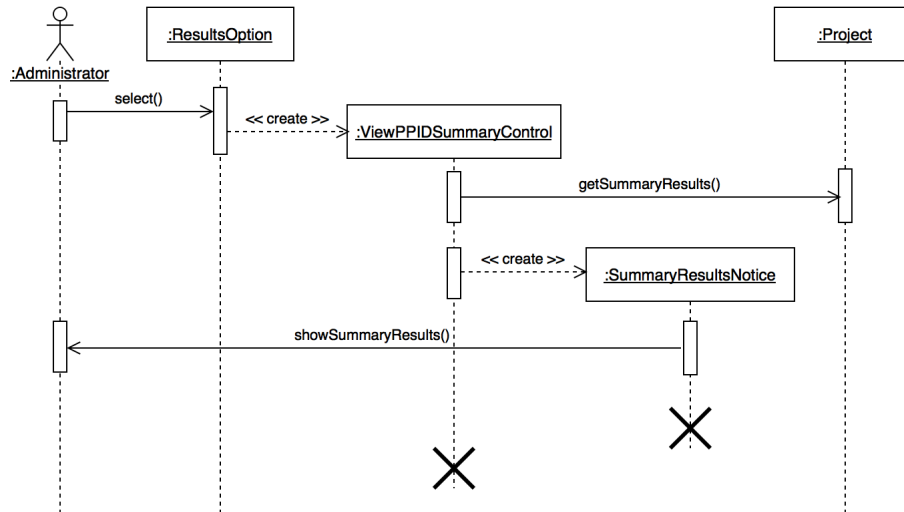 :ResultsOption
:Project
:Administrator
select()
<< create >>
:ViewPPIDSummaryControl
getSummaryResults()
<< create >>
:SummaryResultsNotice
showSummaryResults()